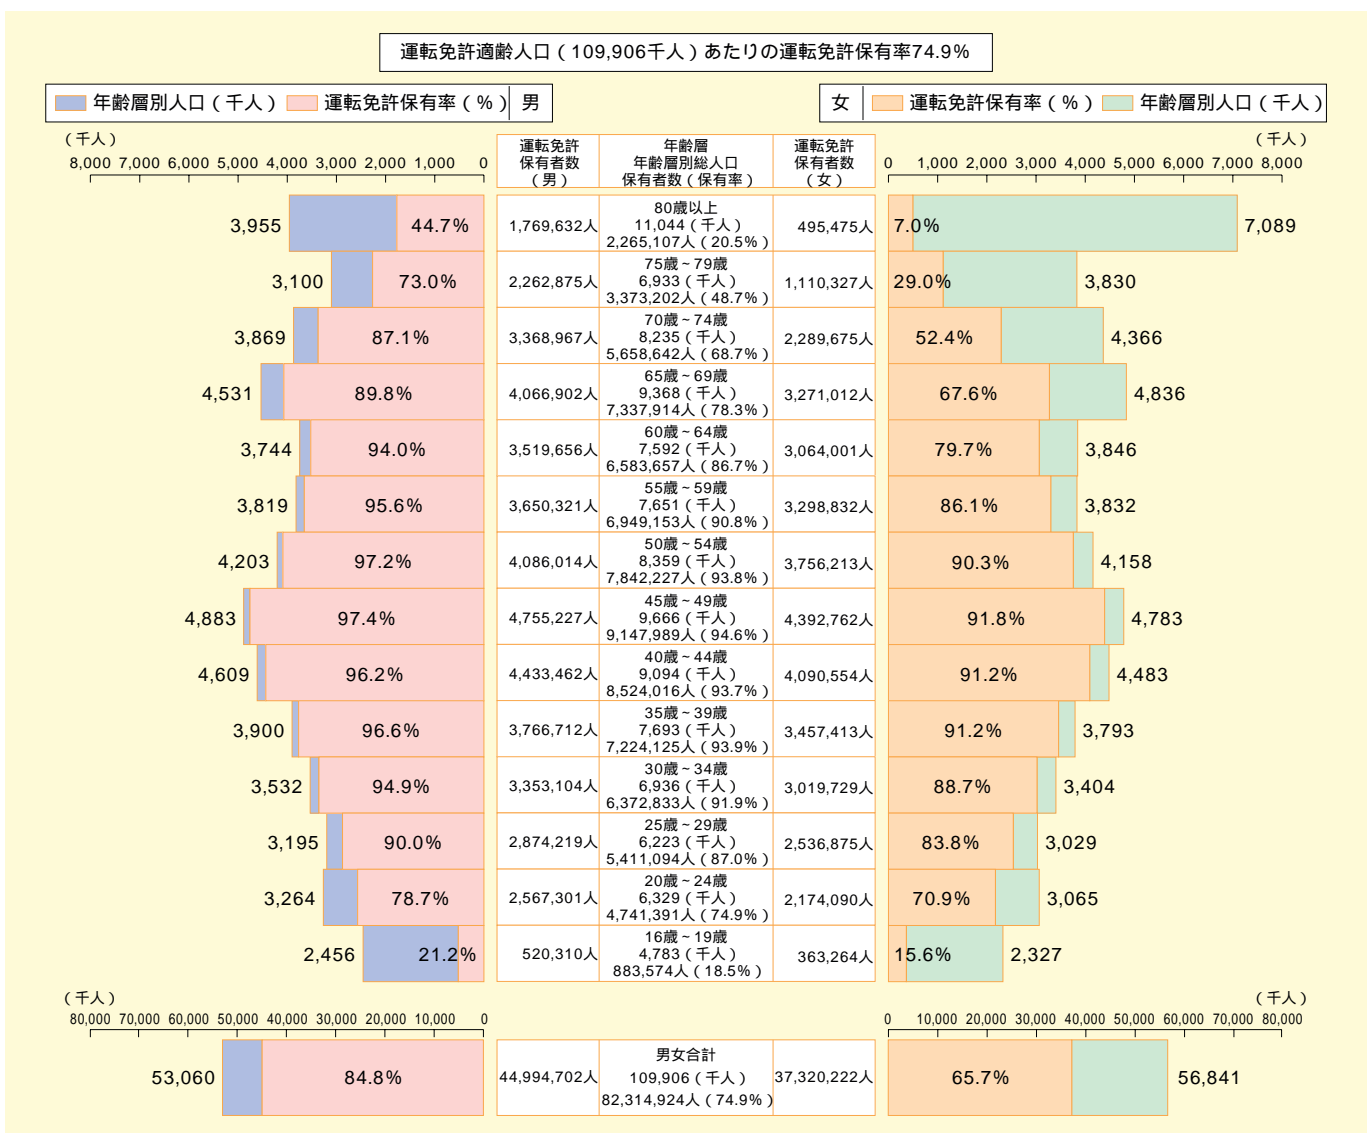 運転免許適齢人口（109,906千人）あたりの運転免許保有率74.9%
年齢層別人口（千人） 運転免許保有率（%） 男
女 運転免許保有率（%） 年齢層別人口（千人）
（千人）
8,000 7,000 6,000 5,000 4,000 3,000 2,000 1,000 0
運転免許
保有者数
（男）
年齢層
年齢層別総人口
保有者数（保有率）
運転免許
保有者数
（女）
（千人）
0 1,000 2,000 3,000 4,000 5,000 6,000 7,000 8,000
3,955 44.7% 1,769,632人
80歳以上
11,044（千人）
2,265,107人（20.5%）
495,475人 7.0% 7,089
3,100 73.0% 2,262,875人
75歳～79歳
6,933（千人）
3,373,202人（48.7%）
1,110,327人 29.0% 3,830
3,869 87.1% 3,368,967人
70歳～74歳
8,235（千人）
5,658,642人（68.7%）
2,289,675人 52.4% 4,366
4,531 89.8% 4,066,902人
65歳～69歳
9,368（千人）
7,337,914人（78.3%）
3,271,012人 67.6% 4,836
3,744 94.0% 3,519,656人
60歳～64歳
7,592（千人）
6,583,657人（86.7%）
3,064,001人 79.7% 3,846
3,819 95.6% 3,650,321人
55歳～59歳
7,651（千人）
6,949,153人（90.8%）
3,298,832人 86.1% 3,832
4,203 97.2% 4,086,014人
50歳～54歳
8,359（千人）
7,842,227人（93.8%）
3,756,213人 90.3% 4,158
4,883 97.4% 4,755,227人
45歳～49歳
9,666（千人）
9,147,989人（94.6%）
4,392,762人 91.8% 4,783
4,609 96.2% 4,433,462人
40歳～44歳
9,094（千人）
8,524,016人（93.7%）
4,090,554人 91.2% 4,483
3,900 96.6% 3,766,712人
35歳～39歳
7,693（千人）
7,224,125人（93.9%）
3,457,413人 91.2% 3,793
3,532 94.9% 3,353,104人
30歳～34歳
6,936（千人）
6,372,833人（91.9%）
3,019,729人 88.7% 3,404
3,195 90.0% 2,874,219人
25歳～29歳
6,223（千人）
5,411,094人（87.0%）
2,536,875人 83.8% 3,029
3,264 78.7% 2,567,301人
20歳～24歳
6,329（千人）
4,741,391人（74.9%）
2,174,090人 70.9% 3,065
2,456 21.2% 520,310人
16歳～19歳
4,783（千人）
883,574人（18.5%）
363,264人 15.6% 2,327
（千人）
80,000 70,000 60,000 50,000 40,000 30,000 20,000 10,000 0
（千人）
0 10,000 20,000 30,000 40,000 50,000 60,000 70,000 80,000
53,060 84.8% 44,994,702人
男女合計
109,906（千人）
82,314,924人（74.9%）
37,320,222人 65.7% 56,841